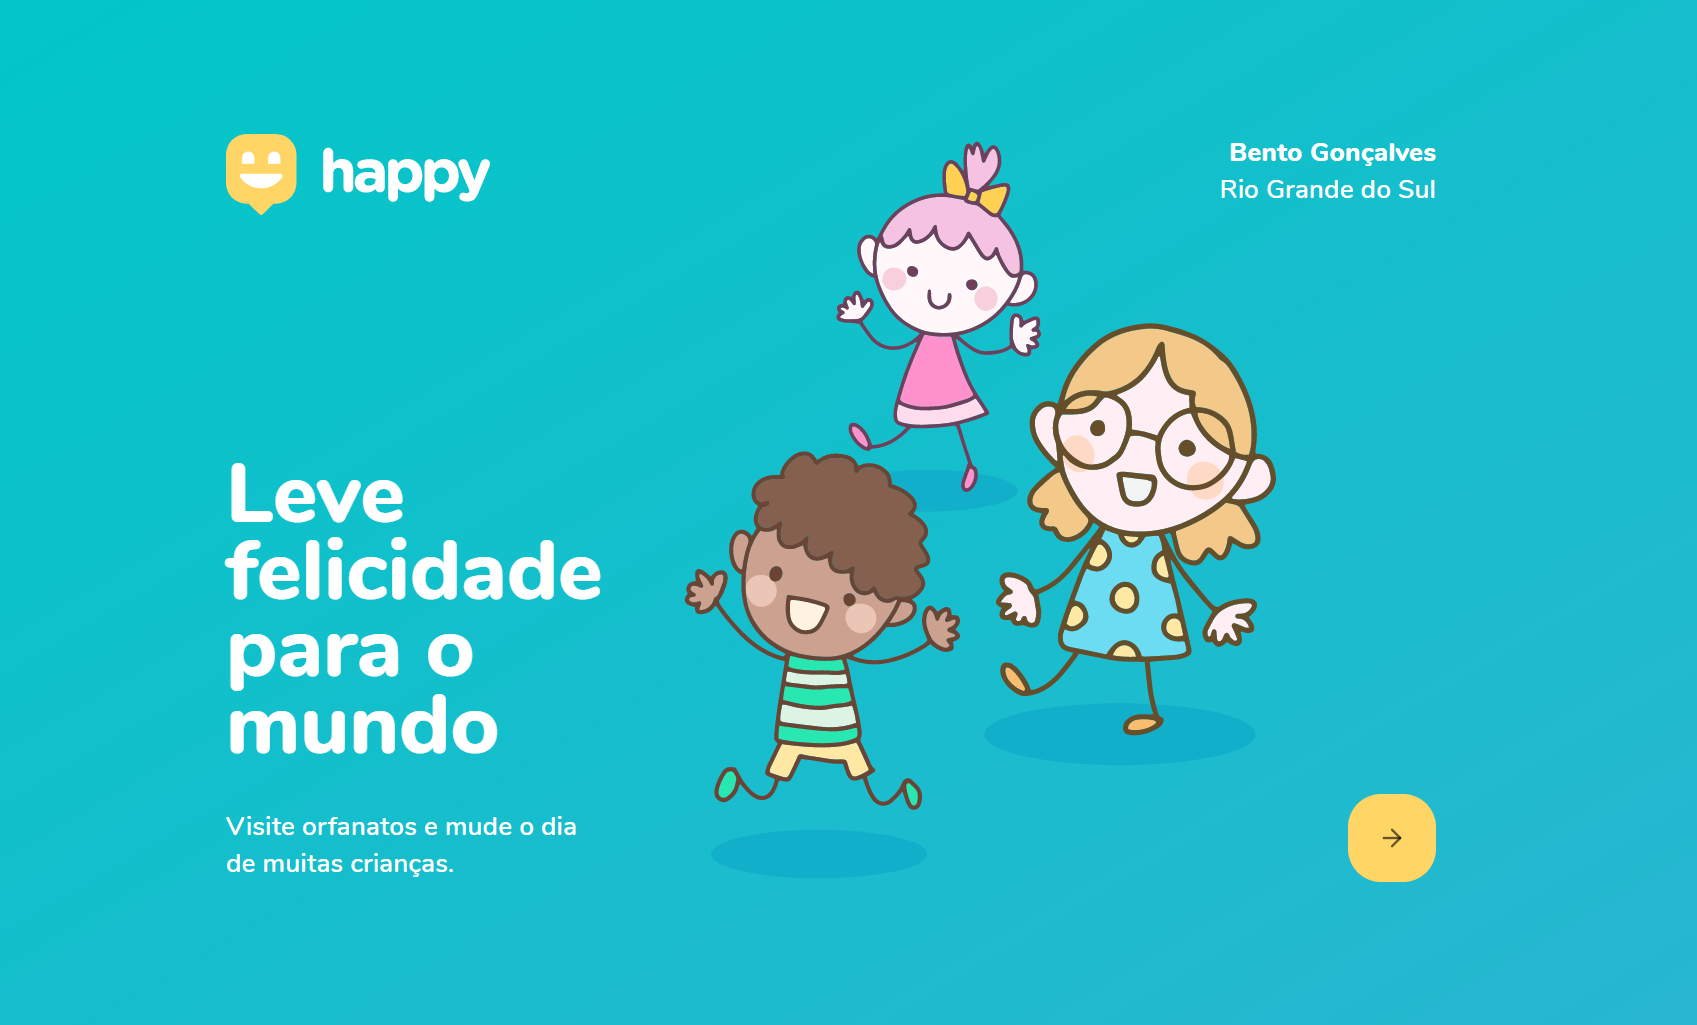 happy
Bento Gonçalves
Rio Grande do Sul
Leve
felicidade
para o
mundo
Visite orfanatos e mude o dia
de muitas crianças.